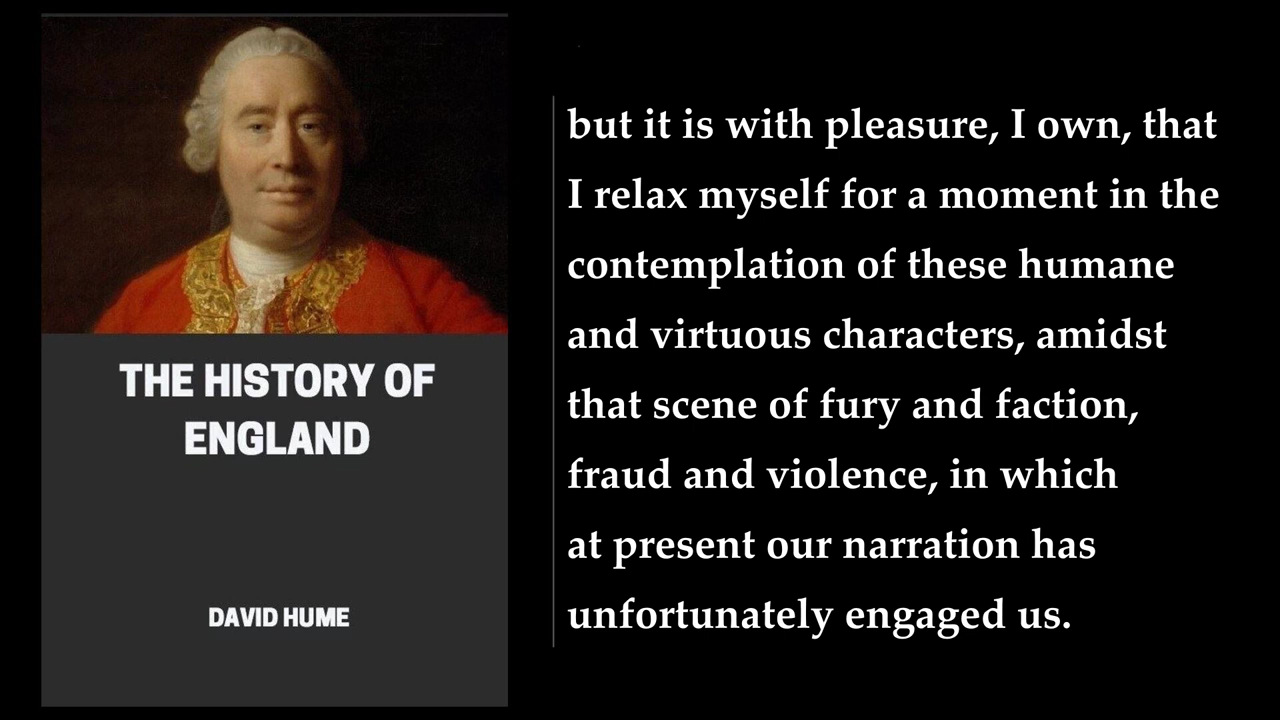 THE HISTORY OF
ENGLAND
DAVID HUME
but it is with pleasure, I own, that
I relax myself for a moment in the
contemplation of these humane
and virtuous characters, amidst
that scene of fury and faction,
fraud and violence, in which
at present our narration has
unfortunately engaged us.